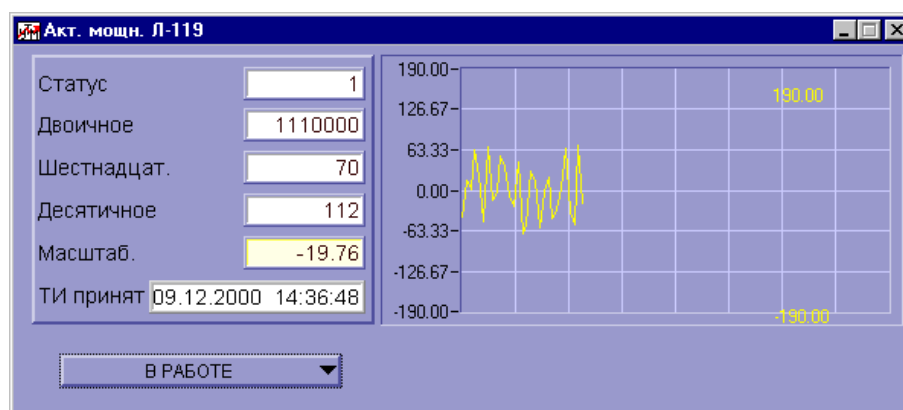 Акт. мощн. Л-119
Статус 1
Двоичное 1110000
Шестнадцат. 70
Десятичное 112
Масштаб. -19.76
ТИ принят 09.12.2000 14:36:48
В РАБОТЕ
190.00
126.67
63.33
0.00
-63.33
-126.67
-190.00
190.00
-190.00